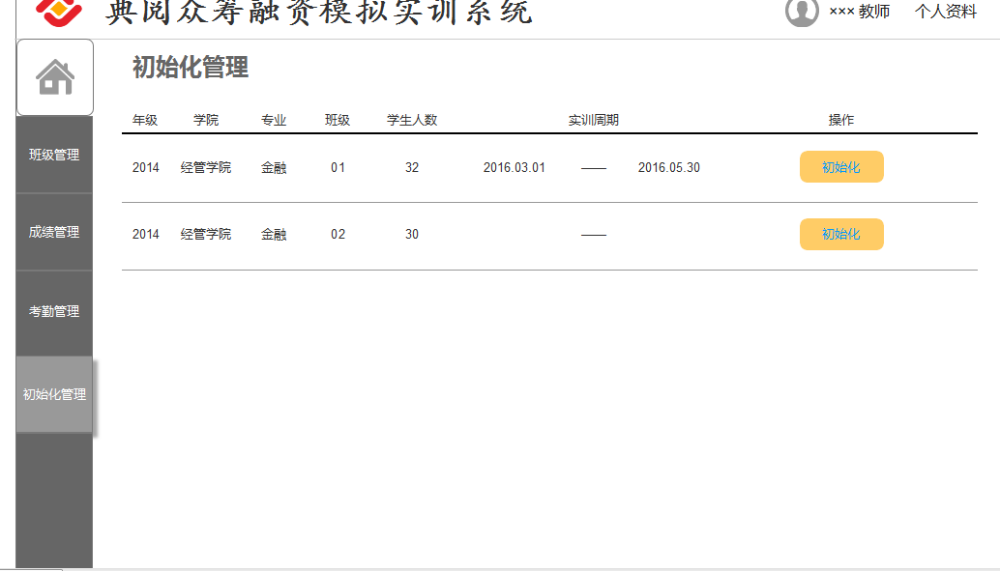 典阅众筹融资模拟实训系统
××× 教师 个人资料
初始化管理
年级 学院 专业 班级 学生人数 实训周期 操作
班级管理
2014 经管学院 金融 01 32 2016.03.01 —— 2016.05.30 初始化
成绩管理
2014 经管学院 金融 02 30 —— 初始化
考勤管理
初始化管理